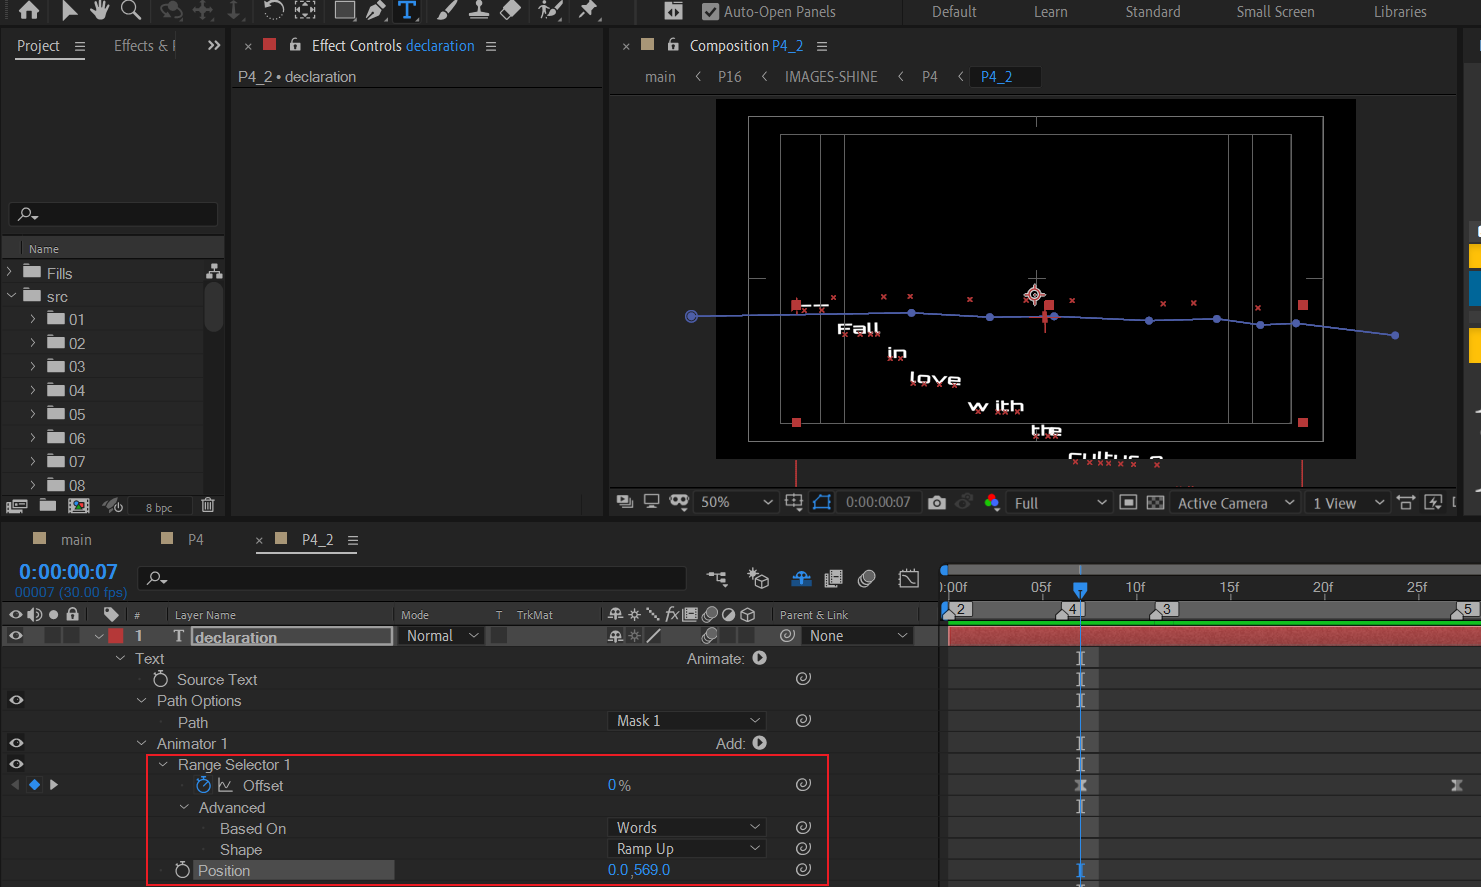 Auto-Open Panels
Default
Learn
Standard
Small Screen
Libraries
Project
Effects &
Effect Controls declaration
Composition P4_2
P4_2 • declaration
main
P16
IMAGES-SHINE
P4
P4_2
Name
Fills
src
01
02
03
04
05
06
07
08
8 bpc
Fall
in
love
w ith
the
50%
0:00:00:07
Full
Active Camera
1 View
main
P4
P4_2
0:00:00:07
00007 (30.00 fps)
):00f
05f
10f
15f
20f
25f
2
4
3
5
#
Layer Name
Mode
T
TrkMat
fx
Parent & Link
1
T
declaration
Normal
None
Text
Animate:
Source Text
Path Options
Path
Mask 1
Animator 1
Add:
Range Selector 1
Offset
0%
Advanced
Based On
Words
Shape
Ramp Up
Position
0.0,569.0